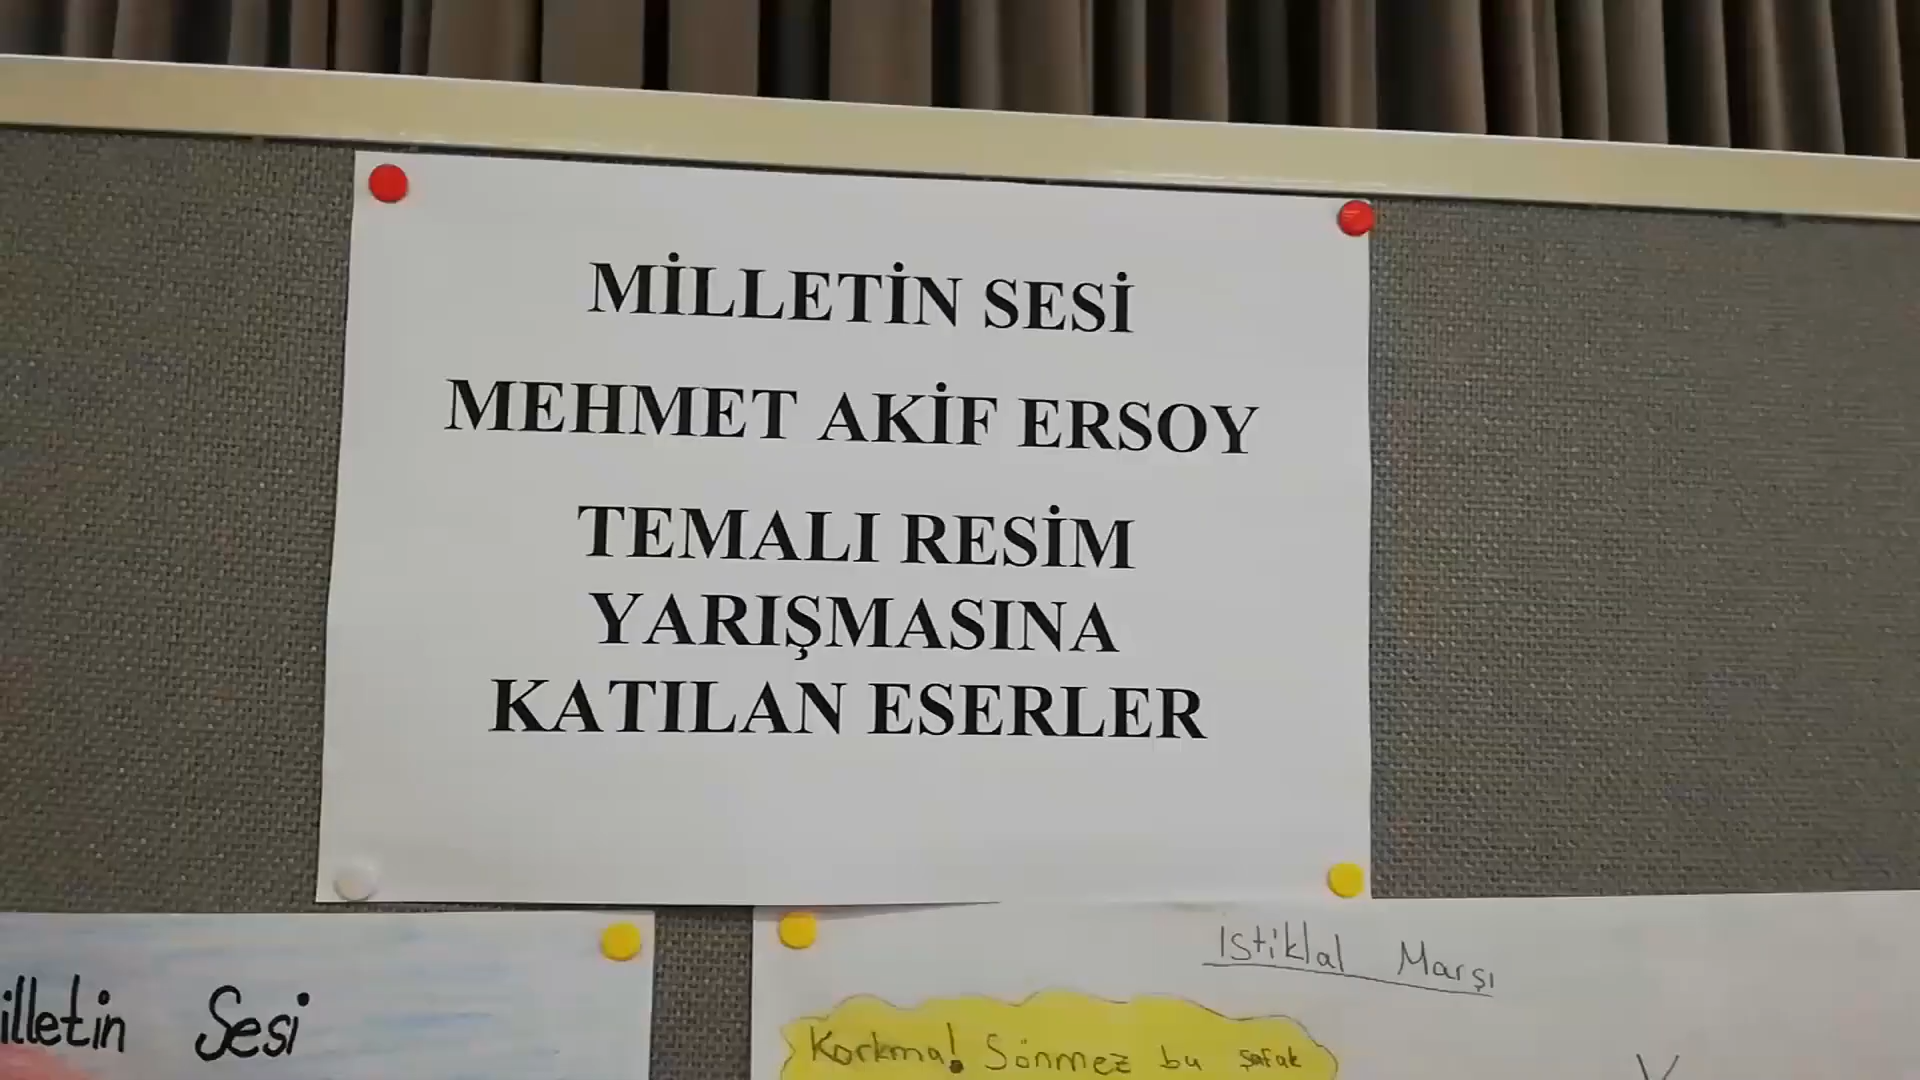 MİLLETİN SESİ
MEHMET AKİF ERSOY
TEMALI RESİM
YARIŞMASINA
KATILAN ESERLER
illetin Sesi
İstiklal Marşı
Korkma! Sönmez bu şafak